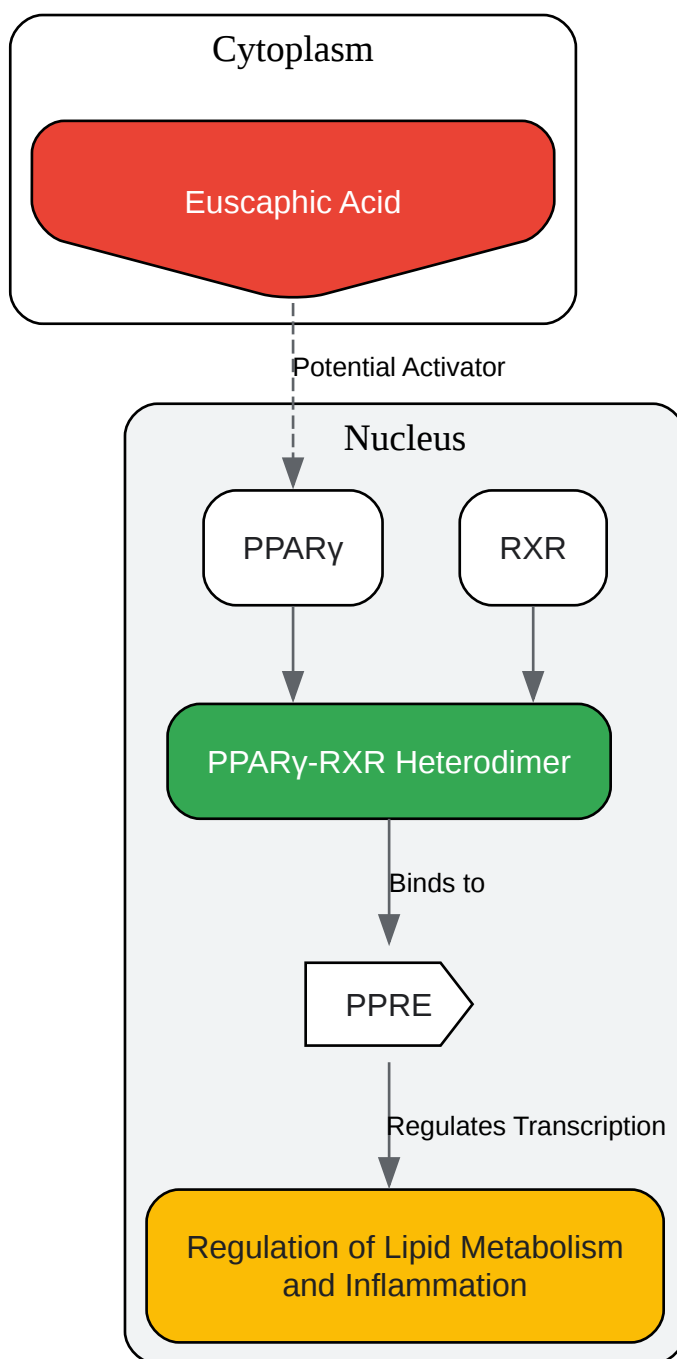 Cytoplasm
Euscaphic Acid
Potential Activator
Nucleus
PPARγ
RXR
PPARγ-RXR Heterodimer
Binds to
PPRE
Regulates Transcription
Regulation of Lipid Metabolism
and Inflammation